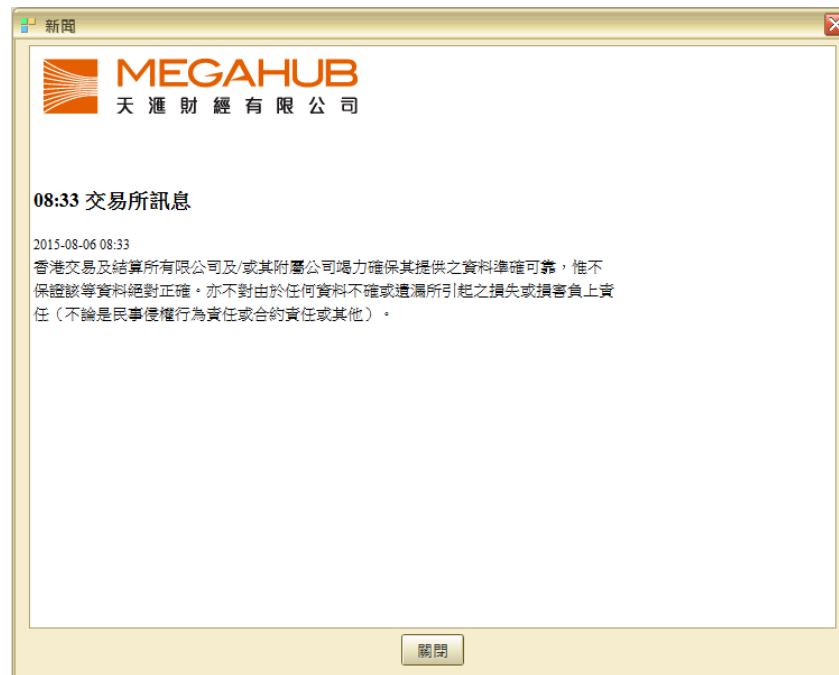 新聞
MEGAHUB
天滙財經有限公司
08:33 交易所訊息
2015-08-06 08:33
香港交易及結算所有限公司及/或其附屬公司竭力確保其提供之資料準確可靠，惟不
保證該等資料絕對正確。亦不對由於任何資料不確或遺漏所引起之損失或損害負上責
任（不論是民事侵權行為責任或合約責任或其他）。
關閉